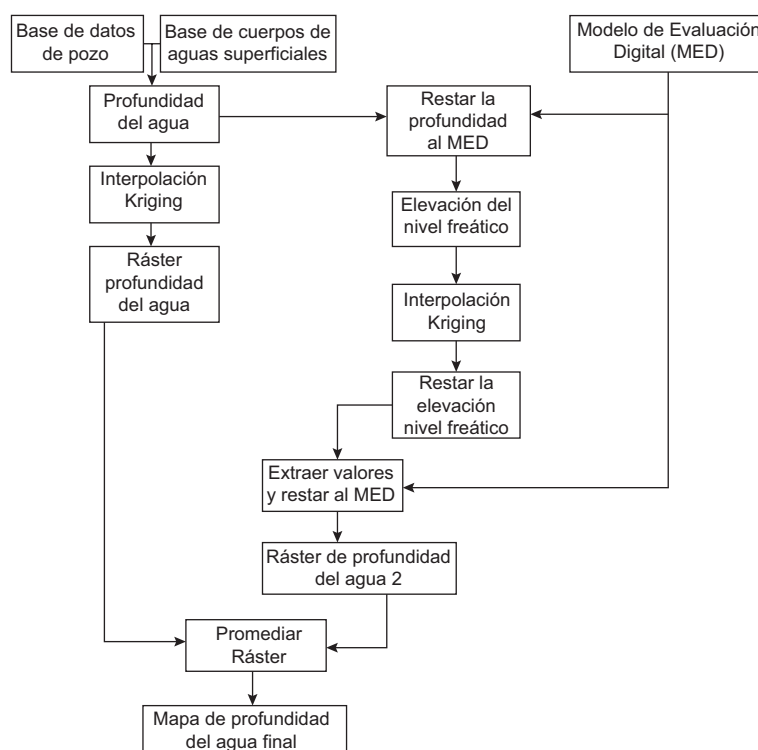 Base de datos
de pozo
Base de cuerpos de
aguas superficiales
Modelo de Evaluación
Digital (MED)
Profundidad
del agua
Restar la
profundidad
al MED
Interpolación
Kriging
Elevación del
nivel freático
Ráster
profundidad
del agua
Interpolación
Kriging
Restar la
elevación
nivel freático
Extraer valores
y restar al MED
Ráster de profundidad
del agua 2
Promediar
Ráster
Mapa de profundidad
del agua final